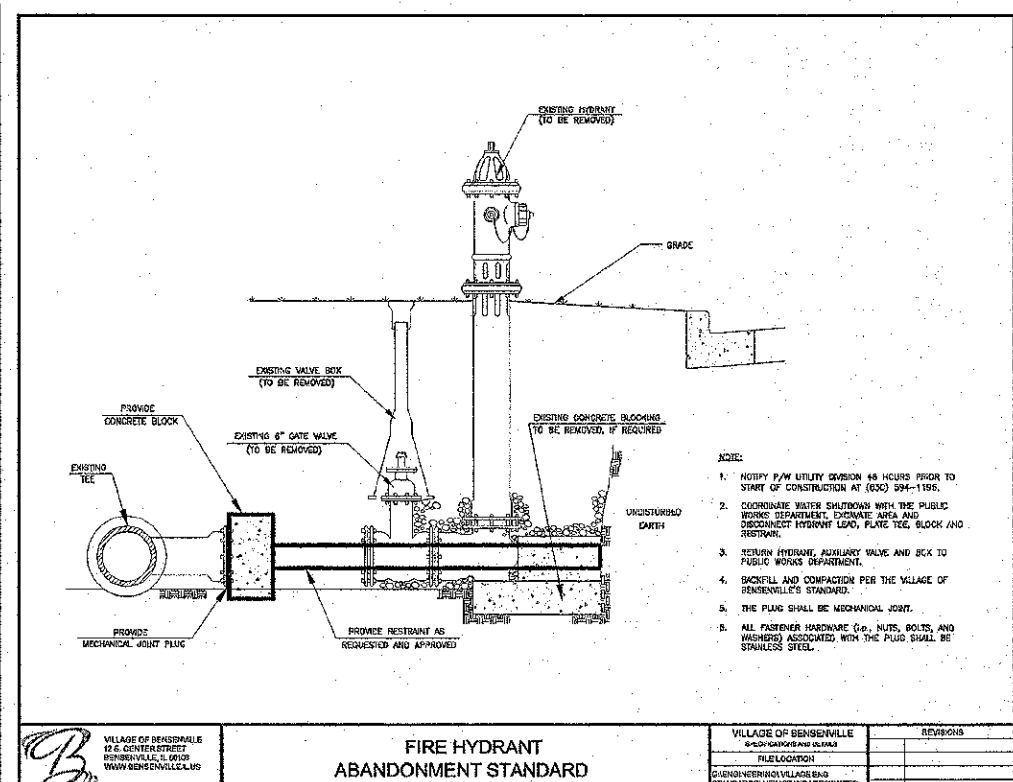 EXISTING HYDRANT
(TO BE REMOVED)
GRADE
EXISTING VALVE BOX
(TO BE REMOVED)
PROVIDE
CONCRETE BLOCK
EXISTING 6" GATE VALVE
(TO BE REMOVED)
EXISTING CONCRETE BLOCKING
TO BE REMOVED, IF REQUIRED
EXISTING
TEE
UNDISTURBED
EARTH
PROVIDE
MECHANICAL JOINT PLUG
PROVIDE RESTRAINT AS
REQUESTED AND APPROVED
NOTE:
1. NOTIFY P/W UTILITY DIVISION 48 HOURS PRIOR TO
START OF CONSTRUCTION AT (630) 594-1196.
2. COORDINATE WATER SHUTDOWN WITH THE PUBLIC
WORKS DEPARTMENT, EXCAVATE AREA AND
DISCONNECT HYDRANT LEAD, PLATE TEE, BLOCK AND
RESTRAIN.
3. RETURN HYDRANT, AUXILIARY VALVE AND BOX TO
PUBLIC WORKS DEPARTMENT.
4. BACKFILL AND COMPACTION PER THE VILLAGE OF
BENSENVILLE'S STANDARD.
5. THE PLUG SHALL BE MECHANICAL JOINT.
6. ALL FASTENER HARDWARE (i.e., NUTS, BOLTS, AND
WASHERS) ASSOCIATED WITH THE PLUG SHALL BE
STAINLESS STEEL.
B
VILLAGE OF BENSENVILLE
12 S. CENTER STREET
BENSENVILLE, IL 60106
WWW.BENSENVILLE.IL.US
FIRE HYDRANT
ABANDONMENT STANDARD
VILLAGE OF BENSENVILLE
SPECIFICATIONS AND DETAILS
FILE LOCATION
REVISIONS